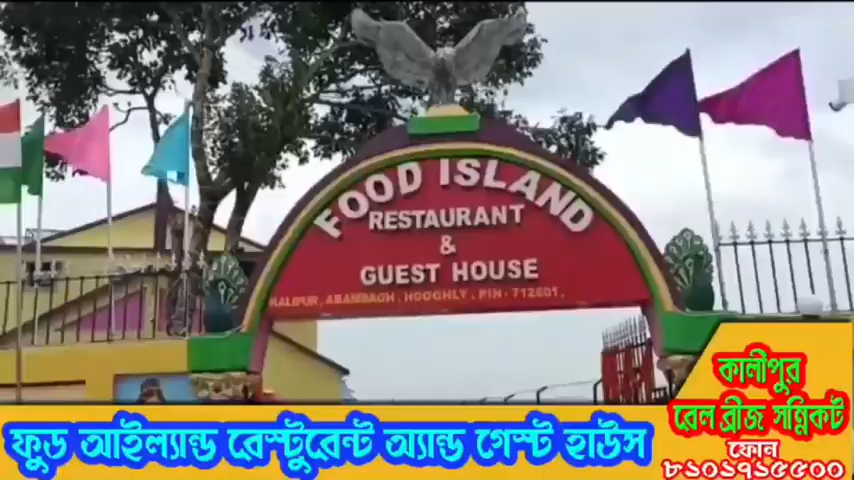 FOOD ISLAND
RESTAURANT
&
GUEST HOUSE
KALIPUR, ARAMBAGH, HOOGHLY, PIN - 712601.
কালীপুর
রেল ব্রীজ সন্নিকট
ফোন
৮১০১৭১৫৫০০
ফুড আইল্যান্ড রেস্টুরেন্ট অ্যান্ড গেস্ট হাউস